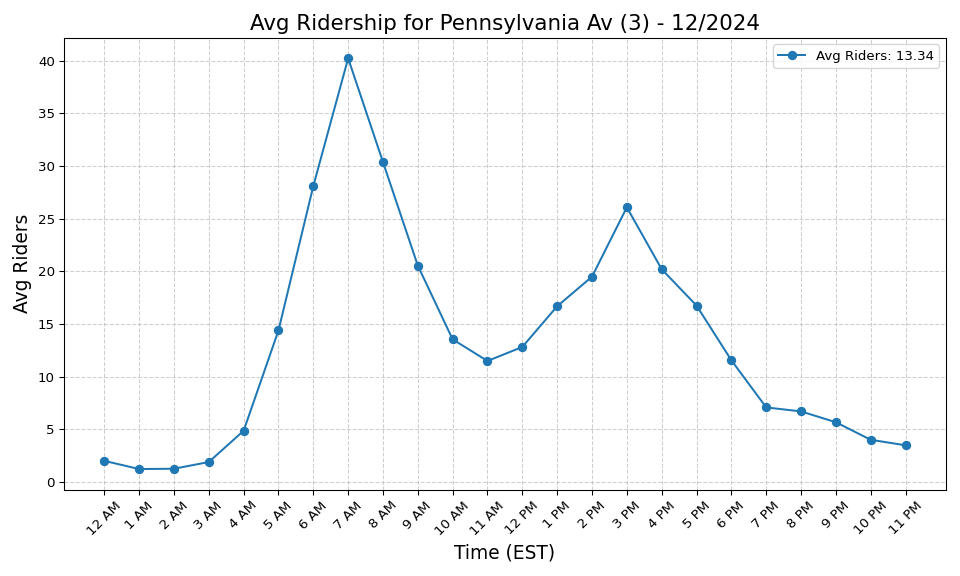 Avg Ridership for Pennsylvania Av (3) - 12/2024
Avg Riders: 13.34
Avg Riders
40
35
30
25
20
15
10
5
0
12 AM
1 AM
2 AM
3 AM
4 AM
5 AM
6 AM
7 AM
8 AM
9 AM
10 AM
11 AM
12 PM
1 PM
2 PM
3 PM
4 PM
5 PM
6 PM
7 PM
8 PM
9 PM
10 PM
11 PM
Time (EST)